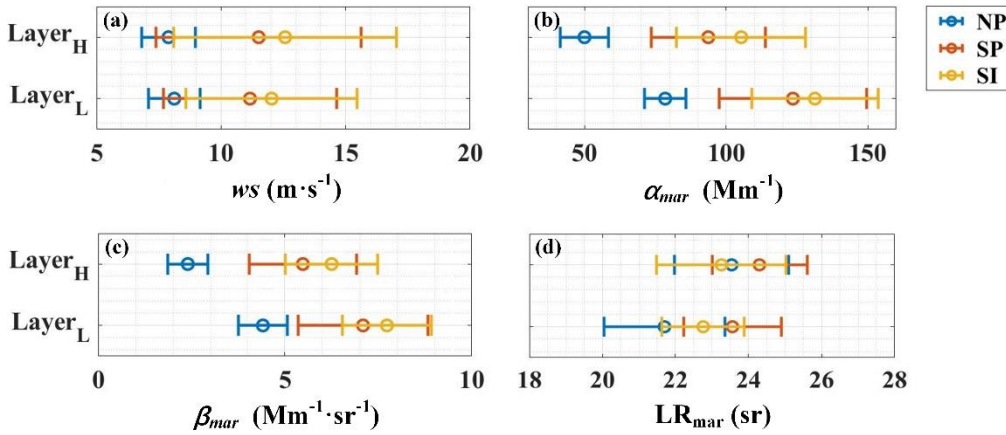 (a)
Layer_H
Layer_L
5 10 15 20
ws (m·s⁻¹)
(b)
50 100 150
α_mar (Mm⁻¹)
NP
SP
SI
(c)
Layer_H
Layer_L
0 5 10
β_mar (Mm⁻¹·sr⁻¹)
(d)
18 20 22 24 26 28
LR_mar (sr)